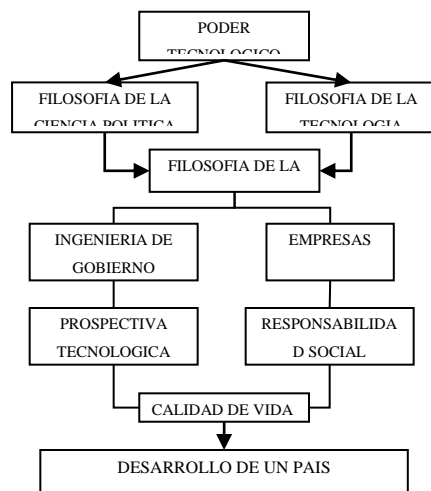 PODER
TECNOLOGICO
FILOSOFIA DE LA
CIENCIA POLITICA
FILOSOFIA DE LA
TECNOLOGIA
FILOSOFIA DE LA
INGENIERIA DE
GOBIERNO
EMPRESAS
PROSPECTIVA
TECNOLOGICA
RESPONSABILIDA
D SOCIAL
CALIDAD DE VIDA
DESARROLLO DE UN PAIS